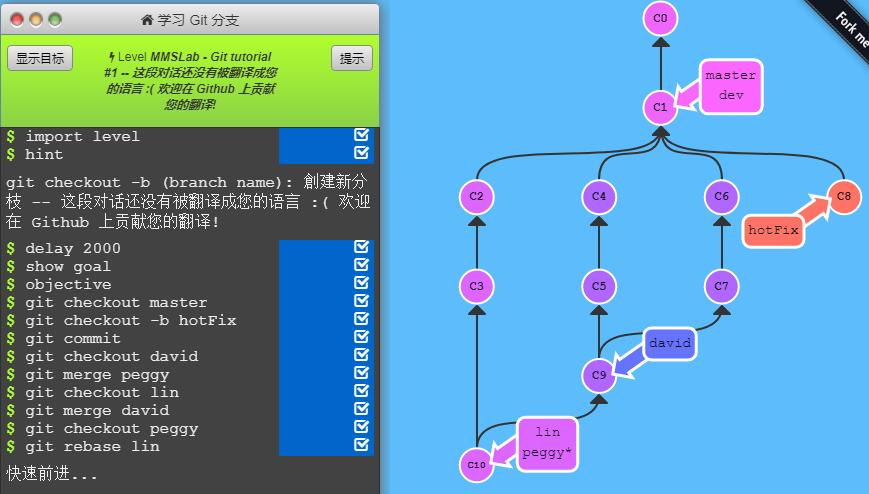 学习 Git 分支
显示目标
Level MMSLab - Git tutorial
#1 -- 这段对话还没有被翻译成您
的语言 :( 欢迎在 Github 上贡献
您的翻译!
提示
$ import level
$ hint
git checkout -b (branch name): 創建新分
枝 -- 这段对话还没有被翻译成您的语言 :( 欢迎
在 Github 上贡献您的翻译!
$ delay 2000
$ show goal
$ objective
$ git checkout master
$ git checkout -b hotFix
$ git commit
$ git checkout david
$ git merge peggy
$ git checkout lin
$ git merge david
$ git checkout peggy
$ git rebase lin
快速前进...
Fork me
C0
C1
master
dev
C2
C4
C6
C8
hotFix
C3
C5
C7
david
C9
lin
peggy*
C10